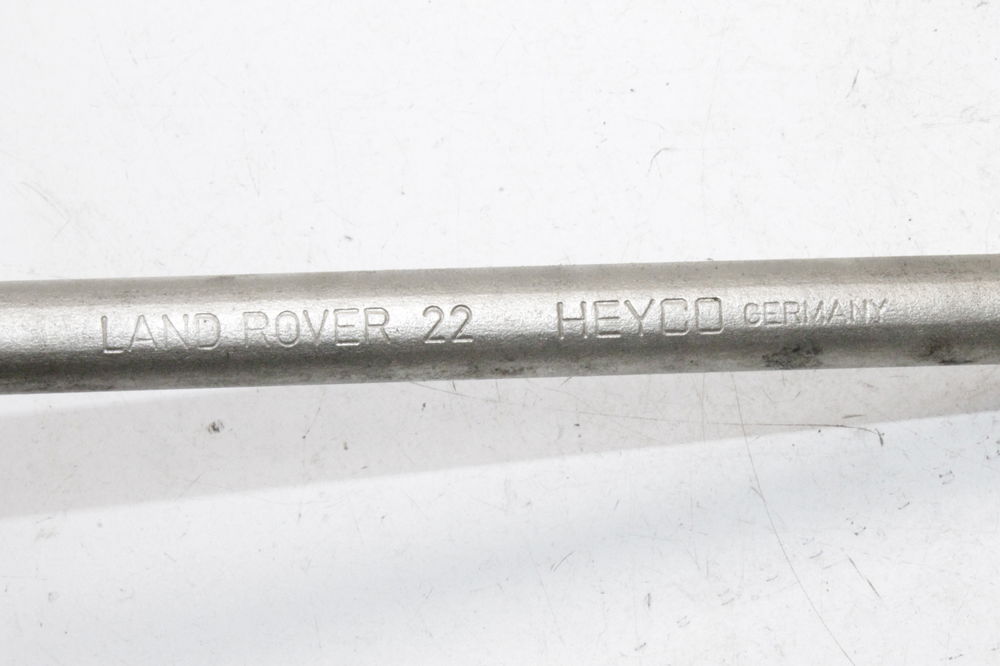 LAND ROVER 22 HEYCO GERMANY